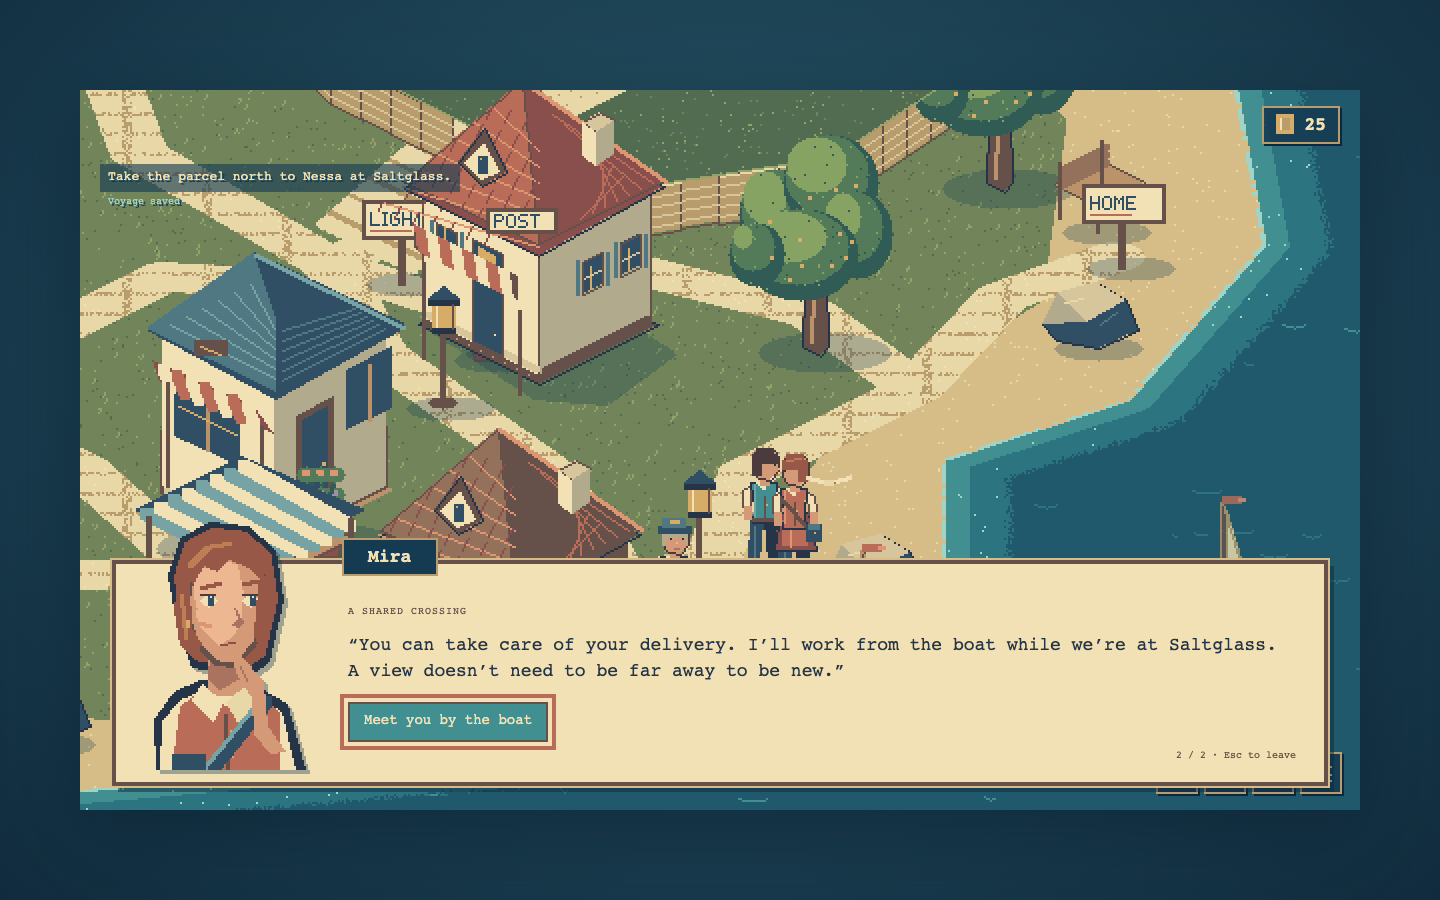 25
Take the parcel north to Nessa at Saltglass.
Voyage saved
LIGH
POST
HOME
Mira
A SHARED CROSSING
“You can take care of your delivery. I’ll work from the boat while we’re at Saltglass.
A view doesn’t need to be far away to be new.”
Meet you by the boat
2 / 2 · Esc to leave